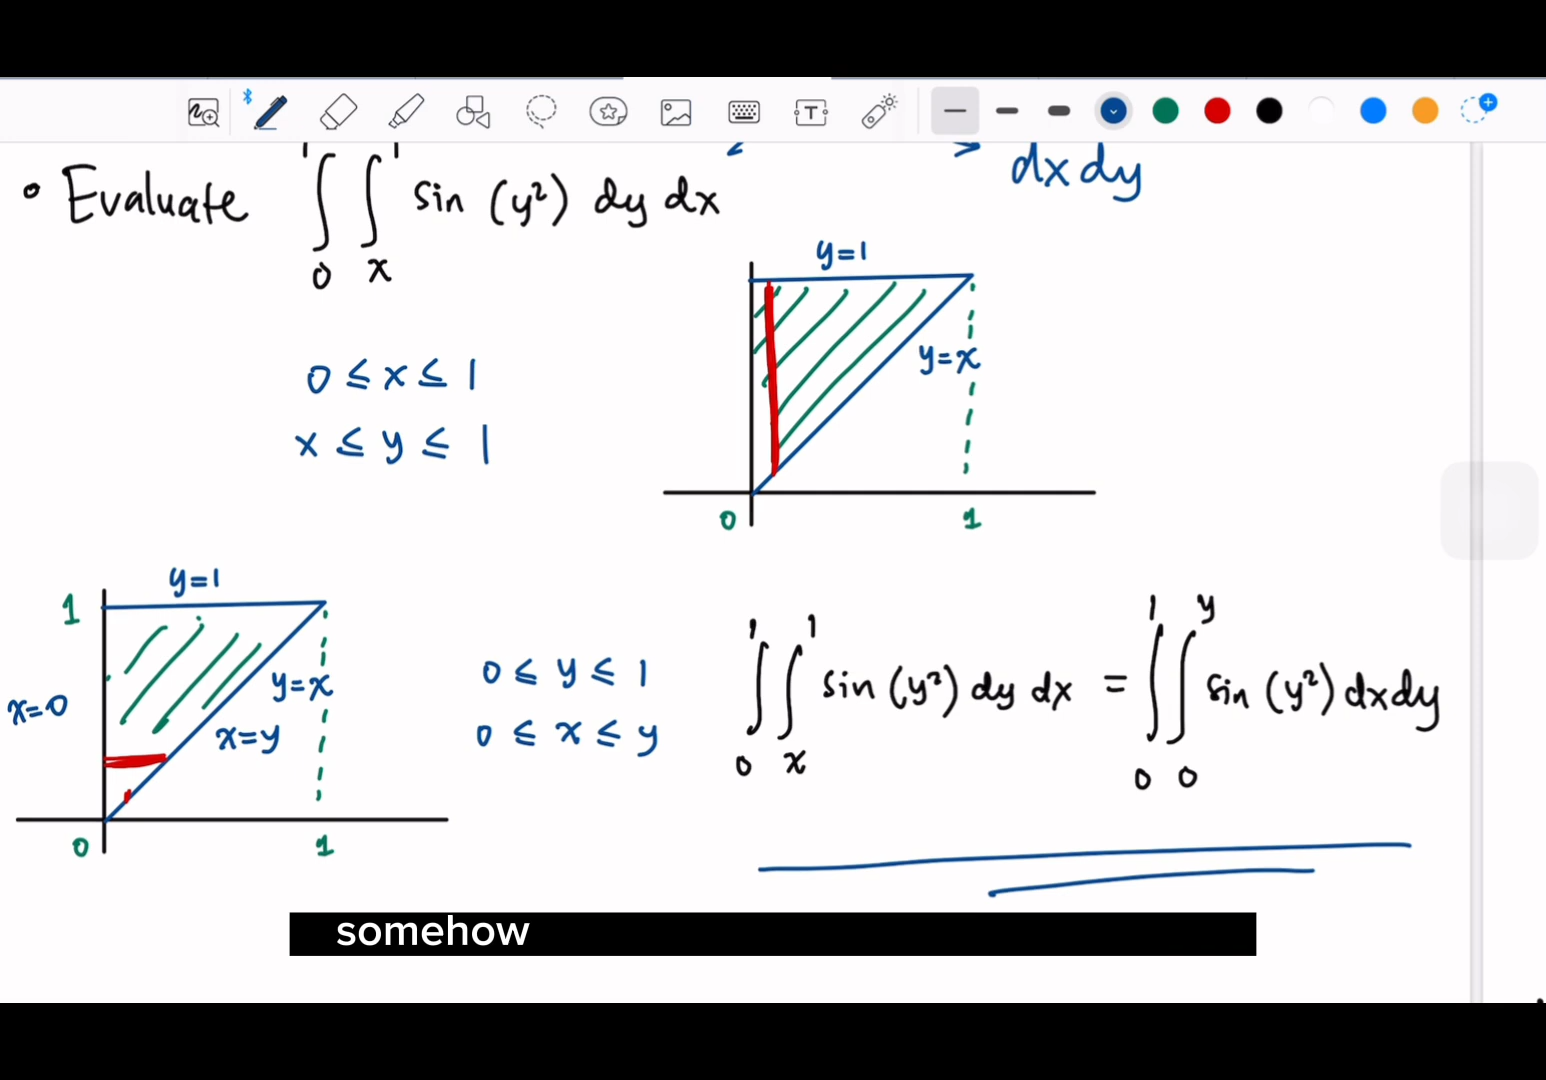 dx dy
• Evaluate ∫₀¹ ∫ₓ¹ sin (y²) dy dx
y=1
0 ≤ x ≤ 1
y=x
x ≤ y ≤ 1
0 1
y=1
1
0 ≤ y ≤ 1
y=x
x=0
x=y
0 ≤ x ≤ y
∫₀¹ ∫ₓ¹ sin (y²) dy dx = ∫₀¹ ∫₀ʸ sin (y²) dx dy
0 1
somehow